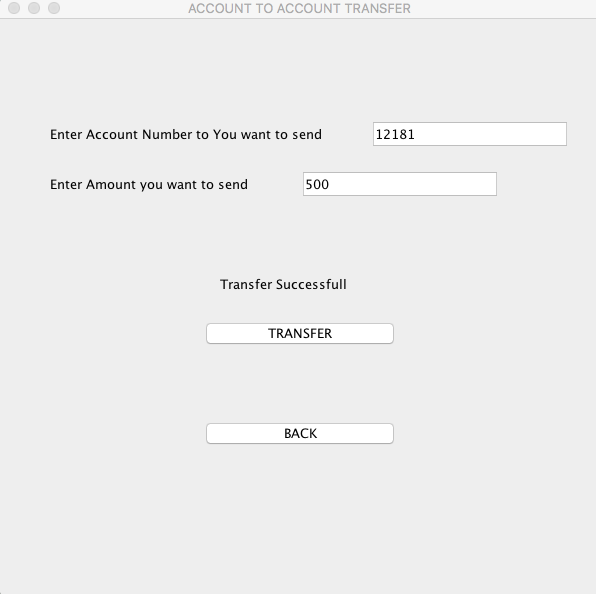 ACCOUNT TO ACCOUNT TRANSFER
Enter Account Number to You want to send 12181
Enter Amount you want to send 500
Transfer Successfull
TRANSFER
BACK